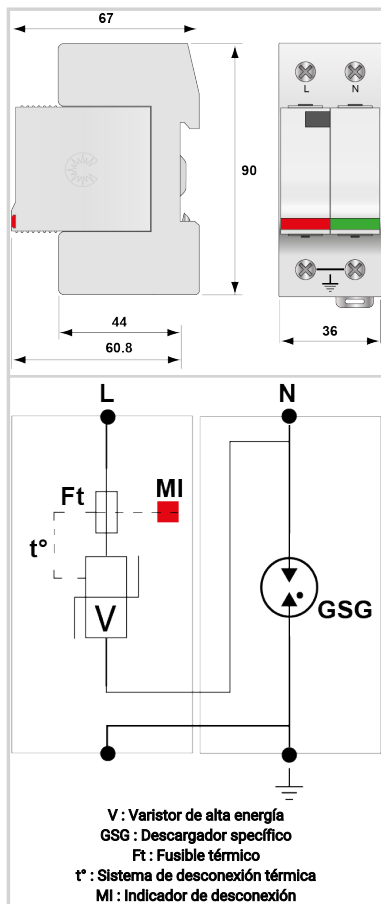 67
L N
90
44
60.8
36
L N
Ft MI
t°
V
GSG
V : Varistor de alta energía
GSG : Descargador specffico
Ft : Fusible térmico
t° : Sistema de desconexión térmica
MI : Indicador de desconexión